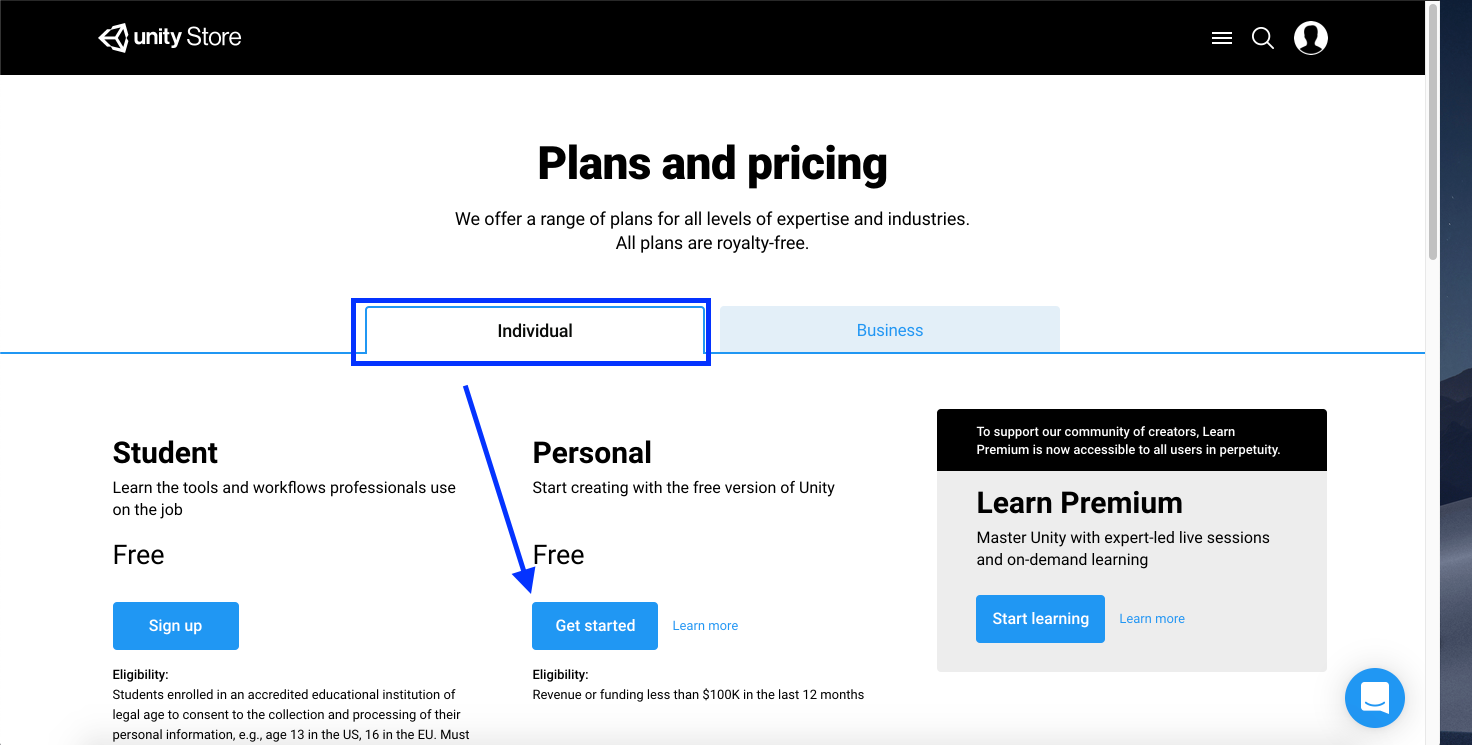 unity Store
Plans and pricing
We offer a range of plans for all levels of expertise and industries.
All plans are royalty-free.
Individual
Business
Student
Learn the tools and workflows professionals use
on the job
Free
Sign up
Eligibility:
Students enrolled in an accredited educational institution of
legal age to consent to the collection and processing of their
personal information, e.g., age 13 in the US, 16 in the EU. Must
Personal
Start creating with the free version of Unity
Free
Get started
Learn more
Eligibility:
Revenue or funding less than $100K in the last 12 months
To support our community of creators, Learn
Premium is now accessible to all users in perpetuity.
Learn Premium
Master Unity with expert-led live sessions
and on-demand learning
Start learning
Learn more